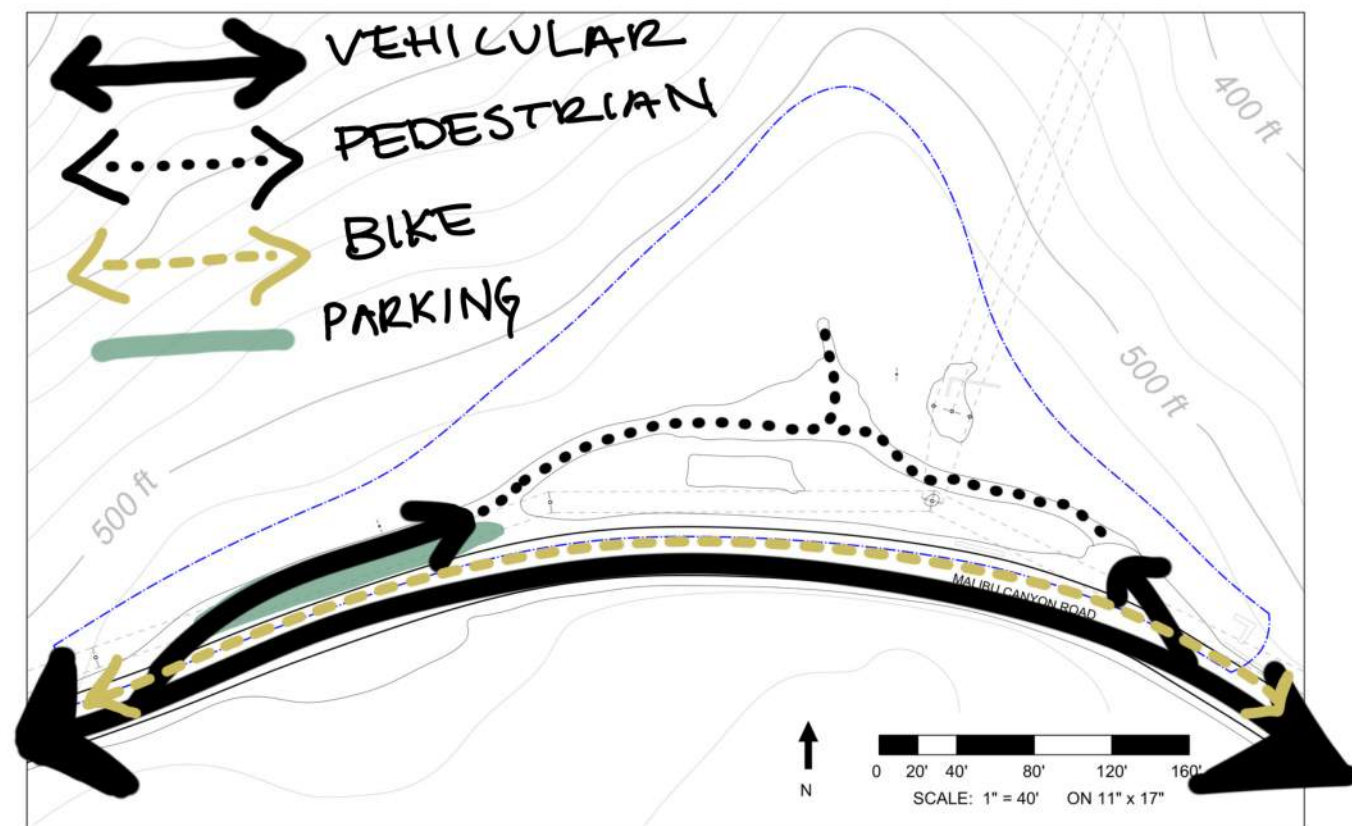 VEHICULAR
PEDESTRIAN
BIKE
PARKING
400 ft
500 ft
500 ft
MALIBU CANYON ROAD
N
0 20' 40' 80' 120' 160'
SCALE: 1" = 40' ON 11" x 17"